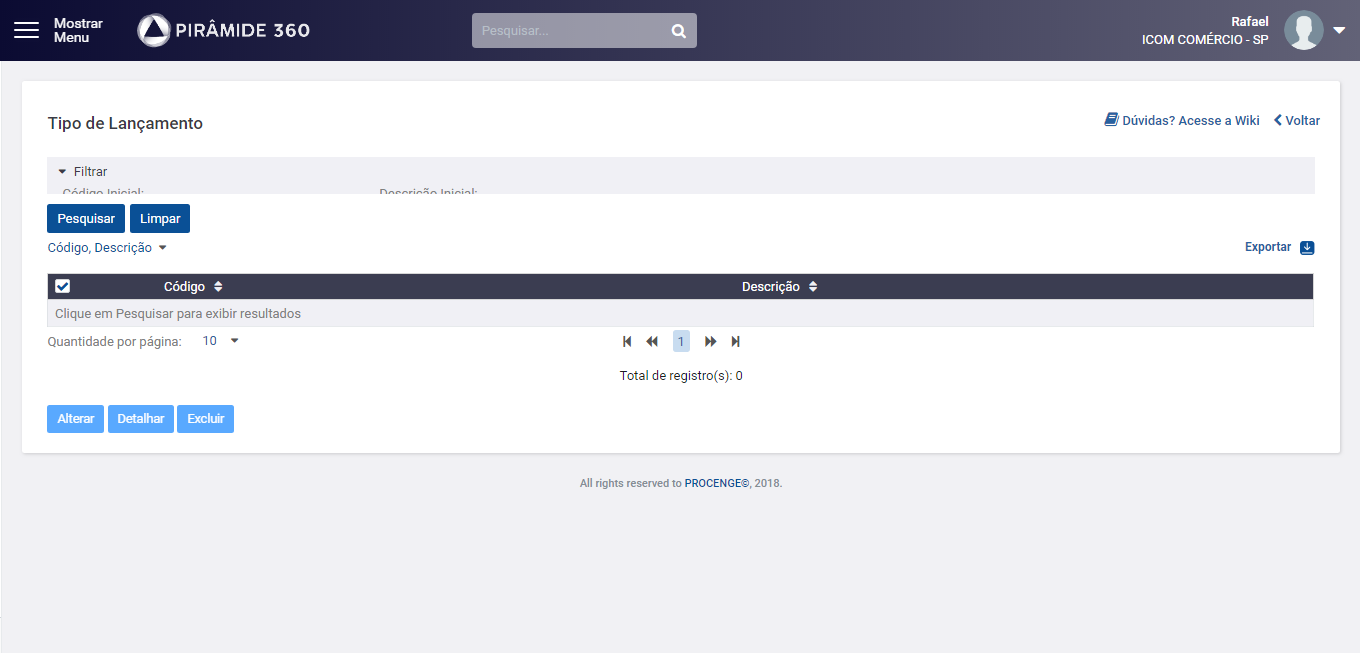 Mostrar
Menu
PIRÂMIDE 360
Pesquisar...
Rafael
ICOM COMÉRCIO - SP
Tipo de Lançamento
Dúvidas? Acesse a Wiki
Voltar
Filtrar
Código Inicial:
Descrição Inicial:
Pesquisar
Limpar
Código, Descrição
Exportar
Código
Descrição
Clique em Pesquisar para exibir resultados
Quantidade por página: 10
1
Total de registro(s): 0
Alterar
Detalhar
Excluir
All rights reserved to PROCENGE©, 2018.